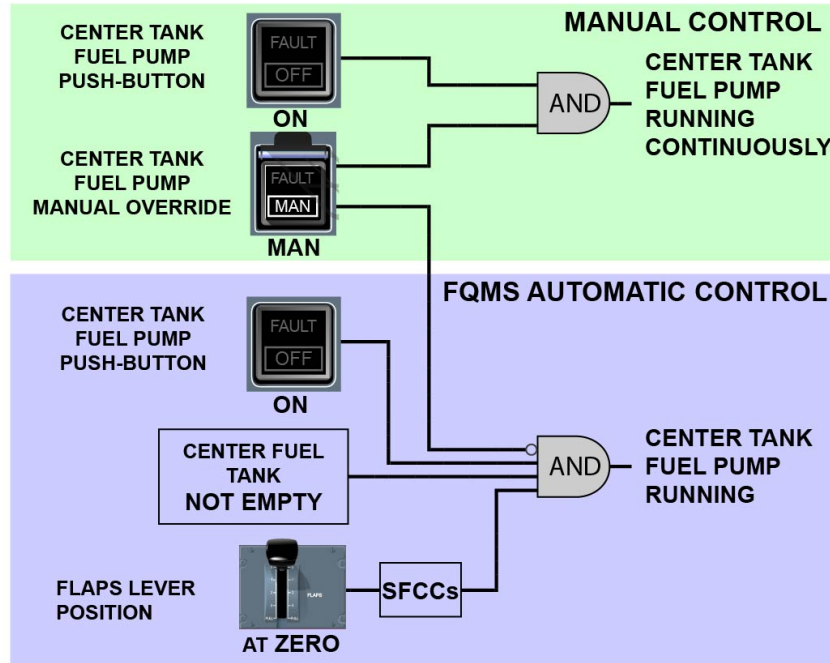 MANUAL CONTROL
CENTER TANK
FUEL PUMP
PUSH-BUTTON
FAULT
OFF
ON
AND
CENTER TANK
FUEL PUMP
RUNNING
CONTINUOUSLY
CENTER TANK
FUEL PUMP
MANUAL OVERRIDE
FAULT
MAN
MAN
FQMS AUTOMATIC CONTROL
CENTER TANK
FUEL PUMP
PUSH-BUTTON
FAULT
OFF
ON
CENTER FUEL
TANK
NOT EMPTY
AND
CENTER TANK
FUEL PUMP
RUNNING
FLAPS LEVER
POSITION
FLAPS
AT ZERO
SFCCs